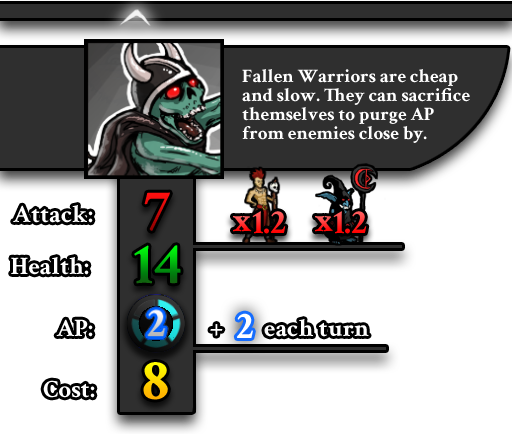 Fallen Warriors are cheap
and slow. They can sacrifice
themselves to purge AP
from enemies close by.
Attack: 7 x1.2 x1.2
Health: 14
AP: 2 + 2 each turn
Cost: 8